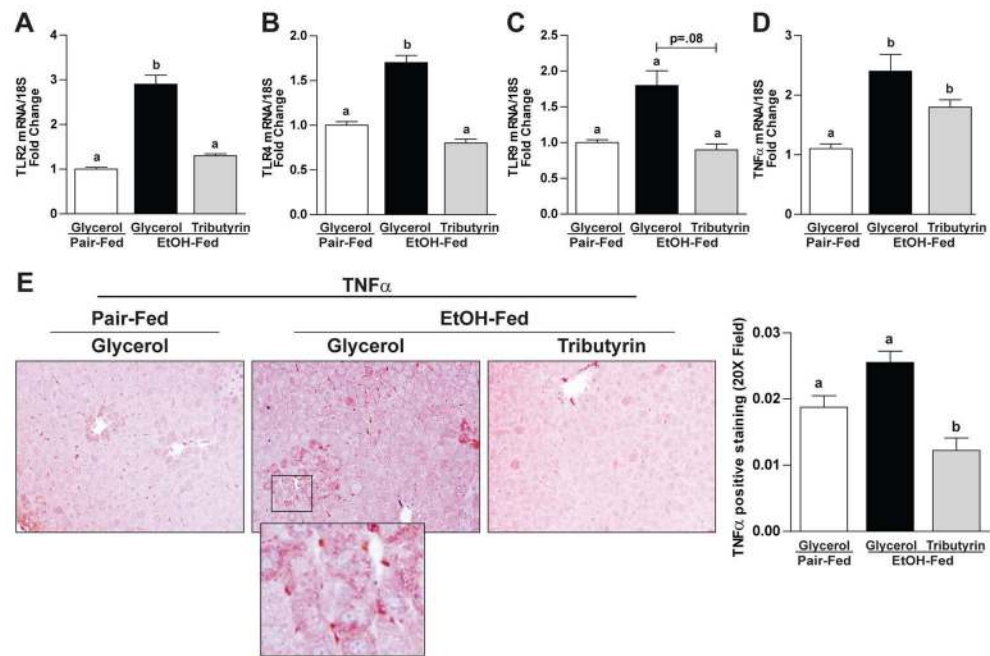 A
TLR2 mRNA/18S
Fold Change
4
3
2
1
0
a
b
a
Glycerol Glycerol Tributyrin
Pair-Fed EtOH-Fed
B
TLR4 mRNA/18S
Fold Change
2.0
1.5
1.0
0.5
0.0
a
b
a
Glycerol Glycerol Tributyrin
Pair-Fed EtOH-Fed
C
TLR9 mRNA/18S
Fold Change
2.5
2.0
1.5
1.0
0.5
0.0
p=.08
a
a
a
Glycerol Glycerol Tributyrin
Pair-Fed EtOH-Fed
D
TNFα mRNA/18S
Fold Change
3
2
1
0
a
b
b
Glycerol Glycerol Tributyrin
Pair-Fed EtOH-Fed
E
TNFα
Pair-Fed EtOH-Fed
Glycerol Glycerol Tributyrin
TNFα positive staining (20X Field)
0.03
0.02
0.01
0.00
a
a
b
Glycerol Glycerol Tributyrin
Pair-Fed EtOH-Fed